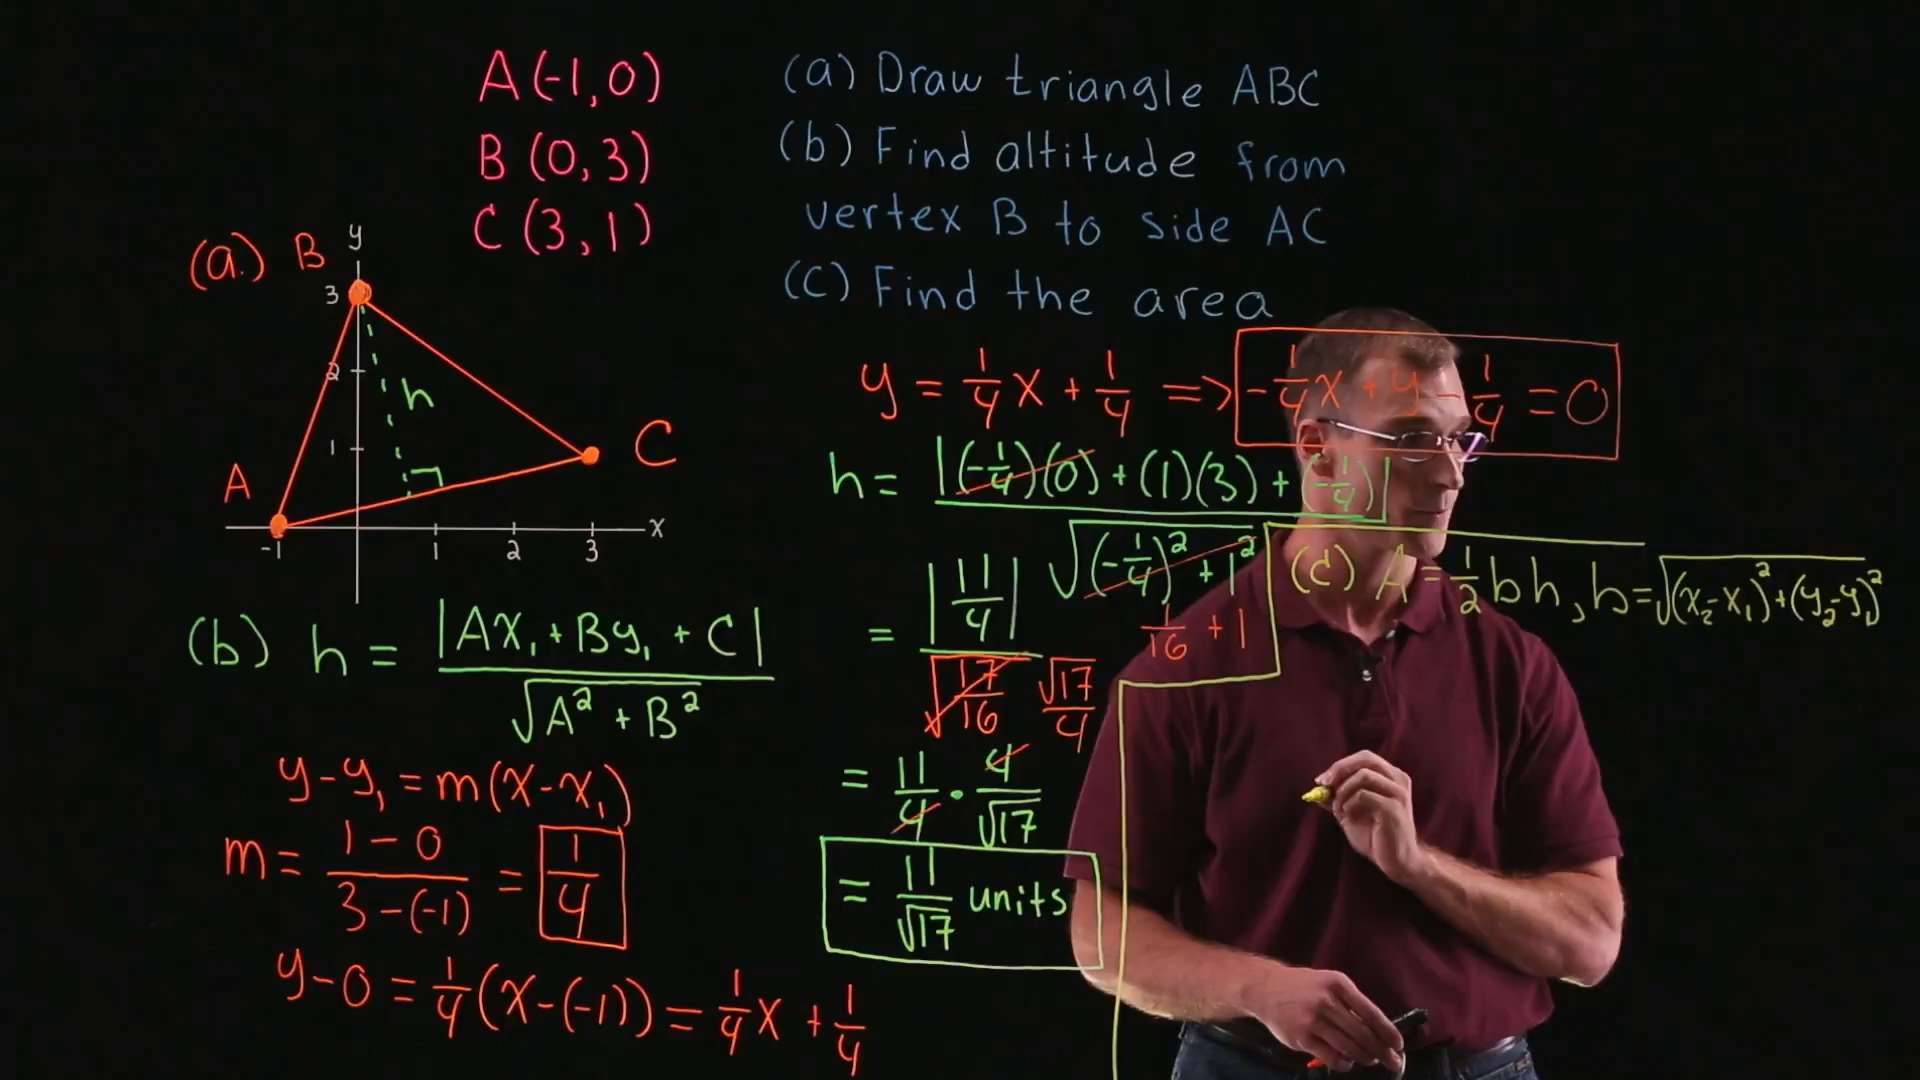 A (-1, 0)
B (0, 3)
C (3, 1)
(a) Draw triangle ABC
(b) Find altitude from
vertex B to side AC
(c) Find the area
(a.) B y
3
2
h
1
C
A
-1 1 2 3 x
(b) h = |Ax₁ + By₁ + C| / √(A² + B²)
y - y₁ = m(x - x₁)
m = (1 - 0)/(3 - (-1)) = 1/4
y - 0 = 1/4 (x - (-1)) = 1/4 x + 1/4
y = 1/4 x + 1/4 => -1/4 x + y - 1/4 = 0
h = |(-1/4)(0) + (1)(3) + (-1/4)| / √((-1/4)² + 1²)
1/16 + 1
= |11/4| / √(17/16) √17/4
= 11/4 · 4/√17
= 11/√17 units
(c) A = 1/2 bh, b = √((x₂ - x₁)² + (y₂ - y₁)²)